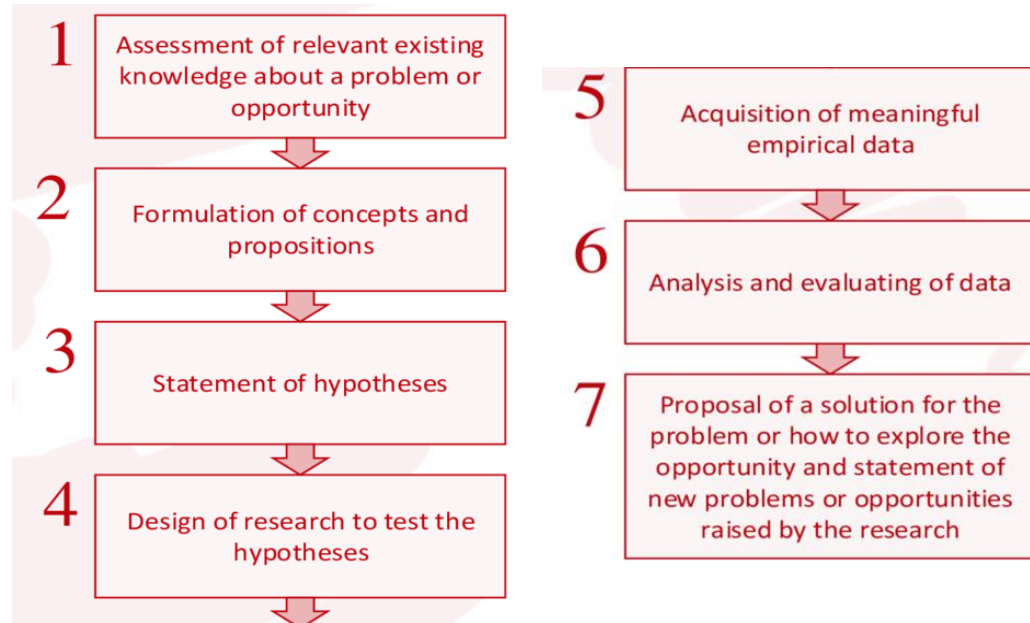 1
Assessment of relevant existing
knowledge about a problem or
opportunity
2
Formulation of concepts and
propositions
3
Statement of hypotheses
4
Design of research to test the
hypotheses
5
Acquisition of meaningful
empirical data
6
Analysis and evaluating of data
7
Proposal of a solution for the
problem or how to explore the
opportunity and statement of
new problems or opportunities
raised by the research